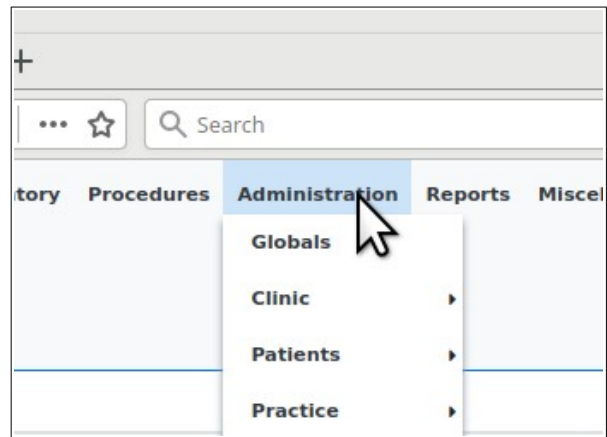 Search
tory Procedures Administration Reports Miscel
Globals
Clinic
Patients
Practice